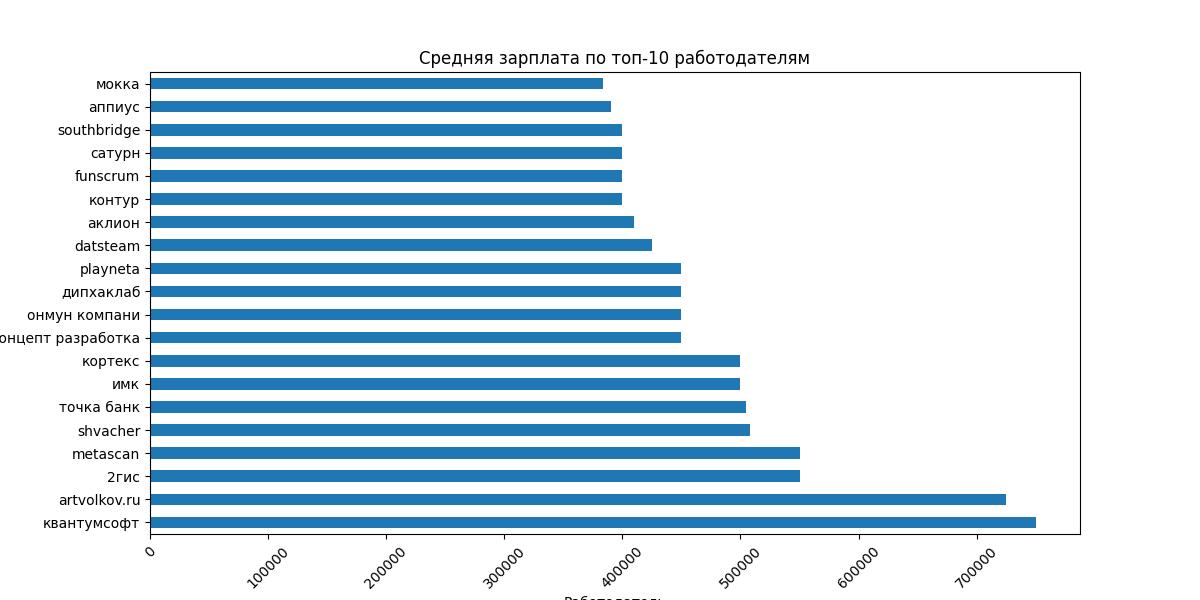 Средняя зарплата по топ-10 работодателям
мокка
аппиус
southbridge
сатурн
funscrum
контур
аклион
datsteam
playneta
дипхаклаб
онмун компани
онцепт разработка
кортекс
имк
точка банк
shvacher
metascan
2гис
artvolkov.ru
квантумсофт
0 100000 200000 300000 400000 500000 600000 700000